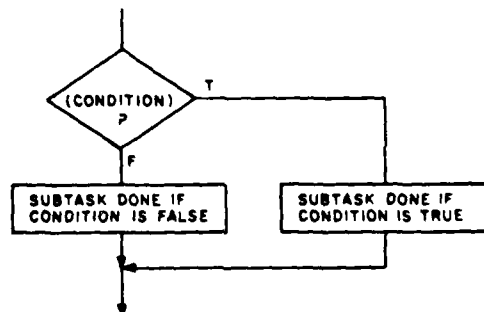 (CONDITION)
?
T
F
SUBTASK DONE IF
CONDITION IS FALSE
SUBTASK DONE IF
CONDITION IS TRUE